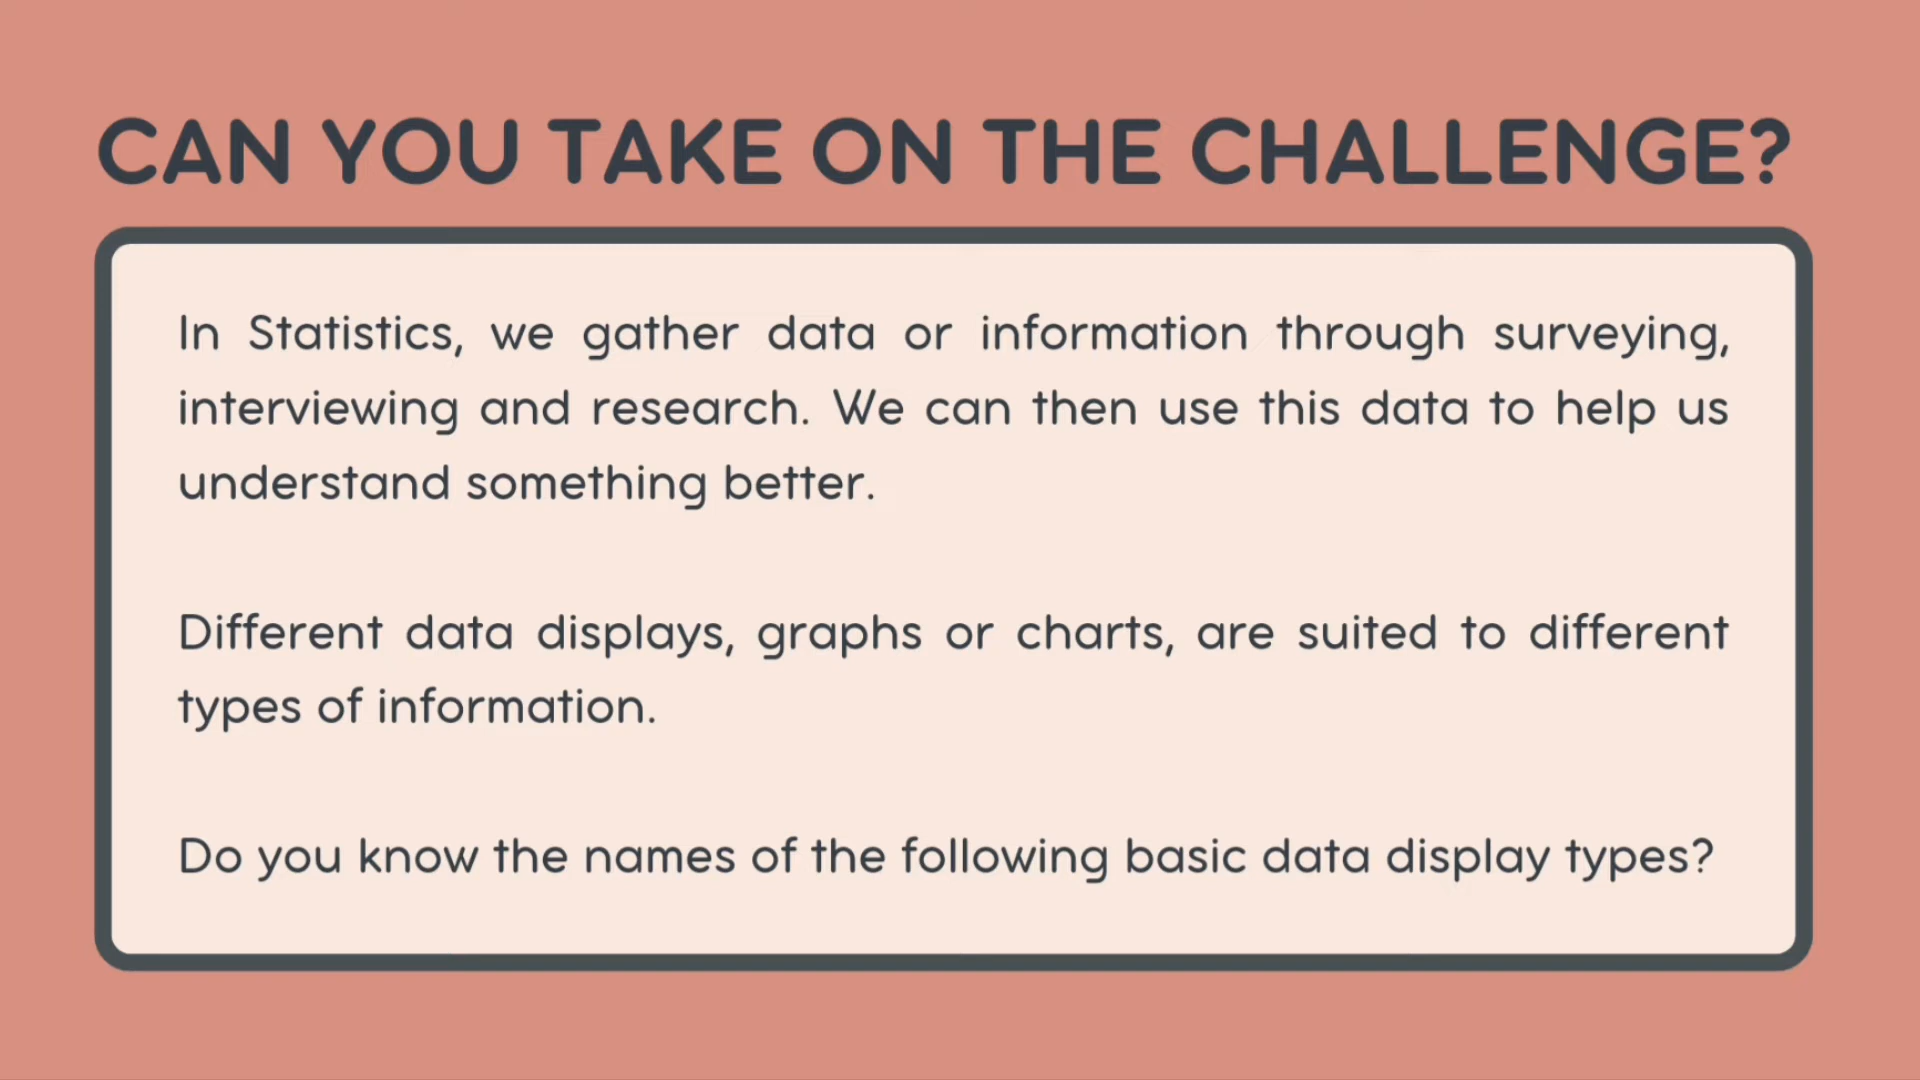 CAN YOU TAKE ON THE CHALLENGE?
In Statistics, we gather data or information through surveying,
interviewing and research. We can then use this data to help us
understand something better.
Different data displays, graphs or charts, are suited to different
types of information.
Do you know the names of the following basic data display types?